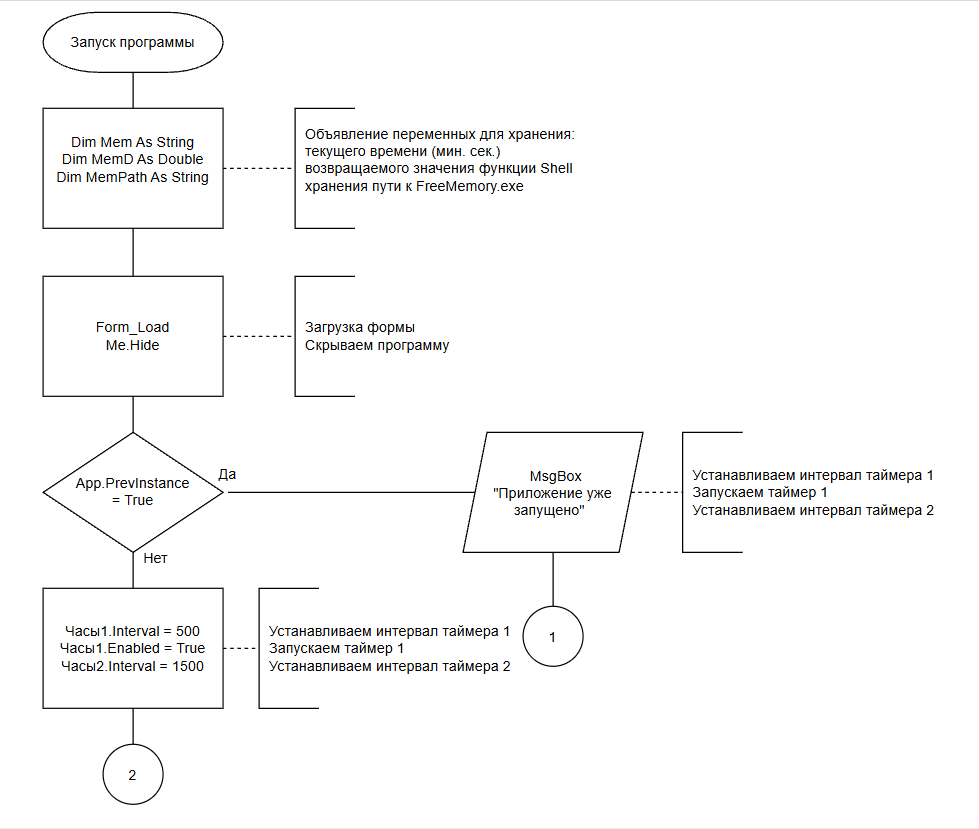 Запуск программы
Dim Mem As String
Dim MemD As Double
Dim MemPath As String
Объявление переменных для хранения:
текущего времени (мин. сек.)
возвращаемого значения функции Shell
хранения пути к FreeMemory.exe
Form_Load
Me.Hide
Загрузка формы
Скрываем программу
App.PrevInstance
= True
Да
Нет
MsgBox
"Приложение уже
запущено"
Устанавливаем интервал таймера 1
Запускаем таймер 1
Устанавливаем интервал таймера 2
Часы1.Interval = 500
Часы1.Enabled = True
Часы2.Interval = 1500
Устанавливаем интервал таймера 1
Запускаем таймер 1
Устанавливаем интервал таймера 2
1
2